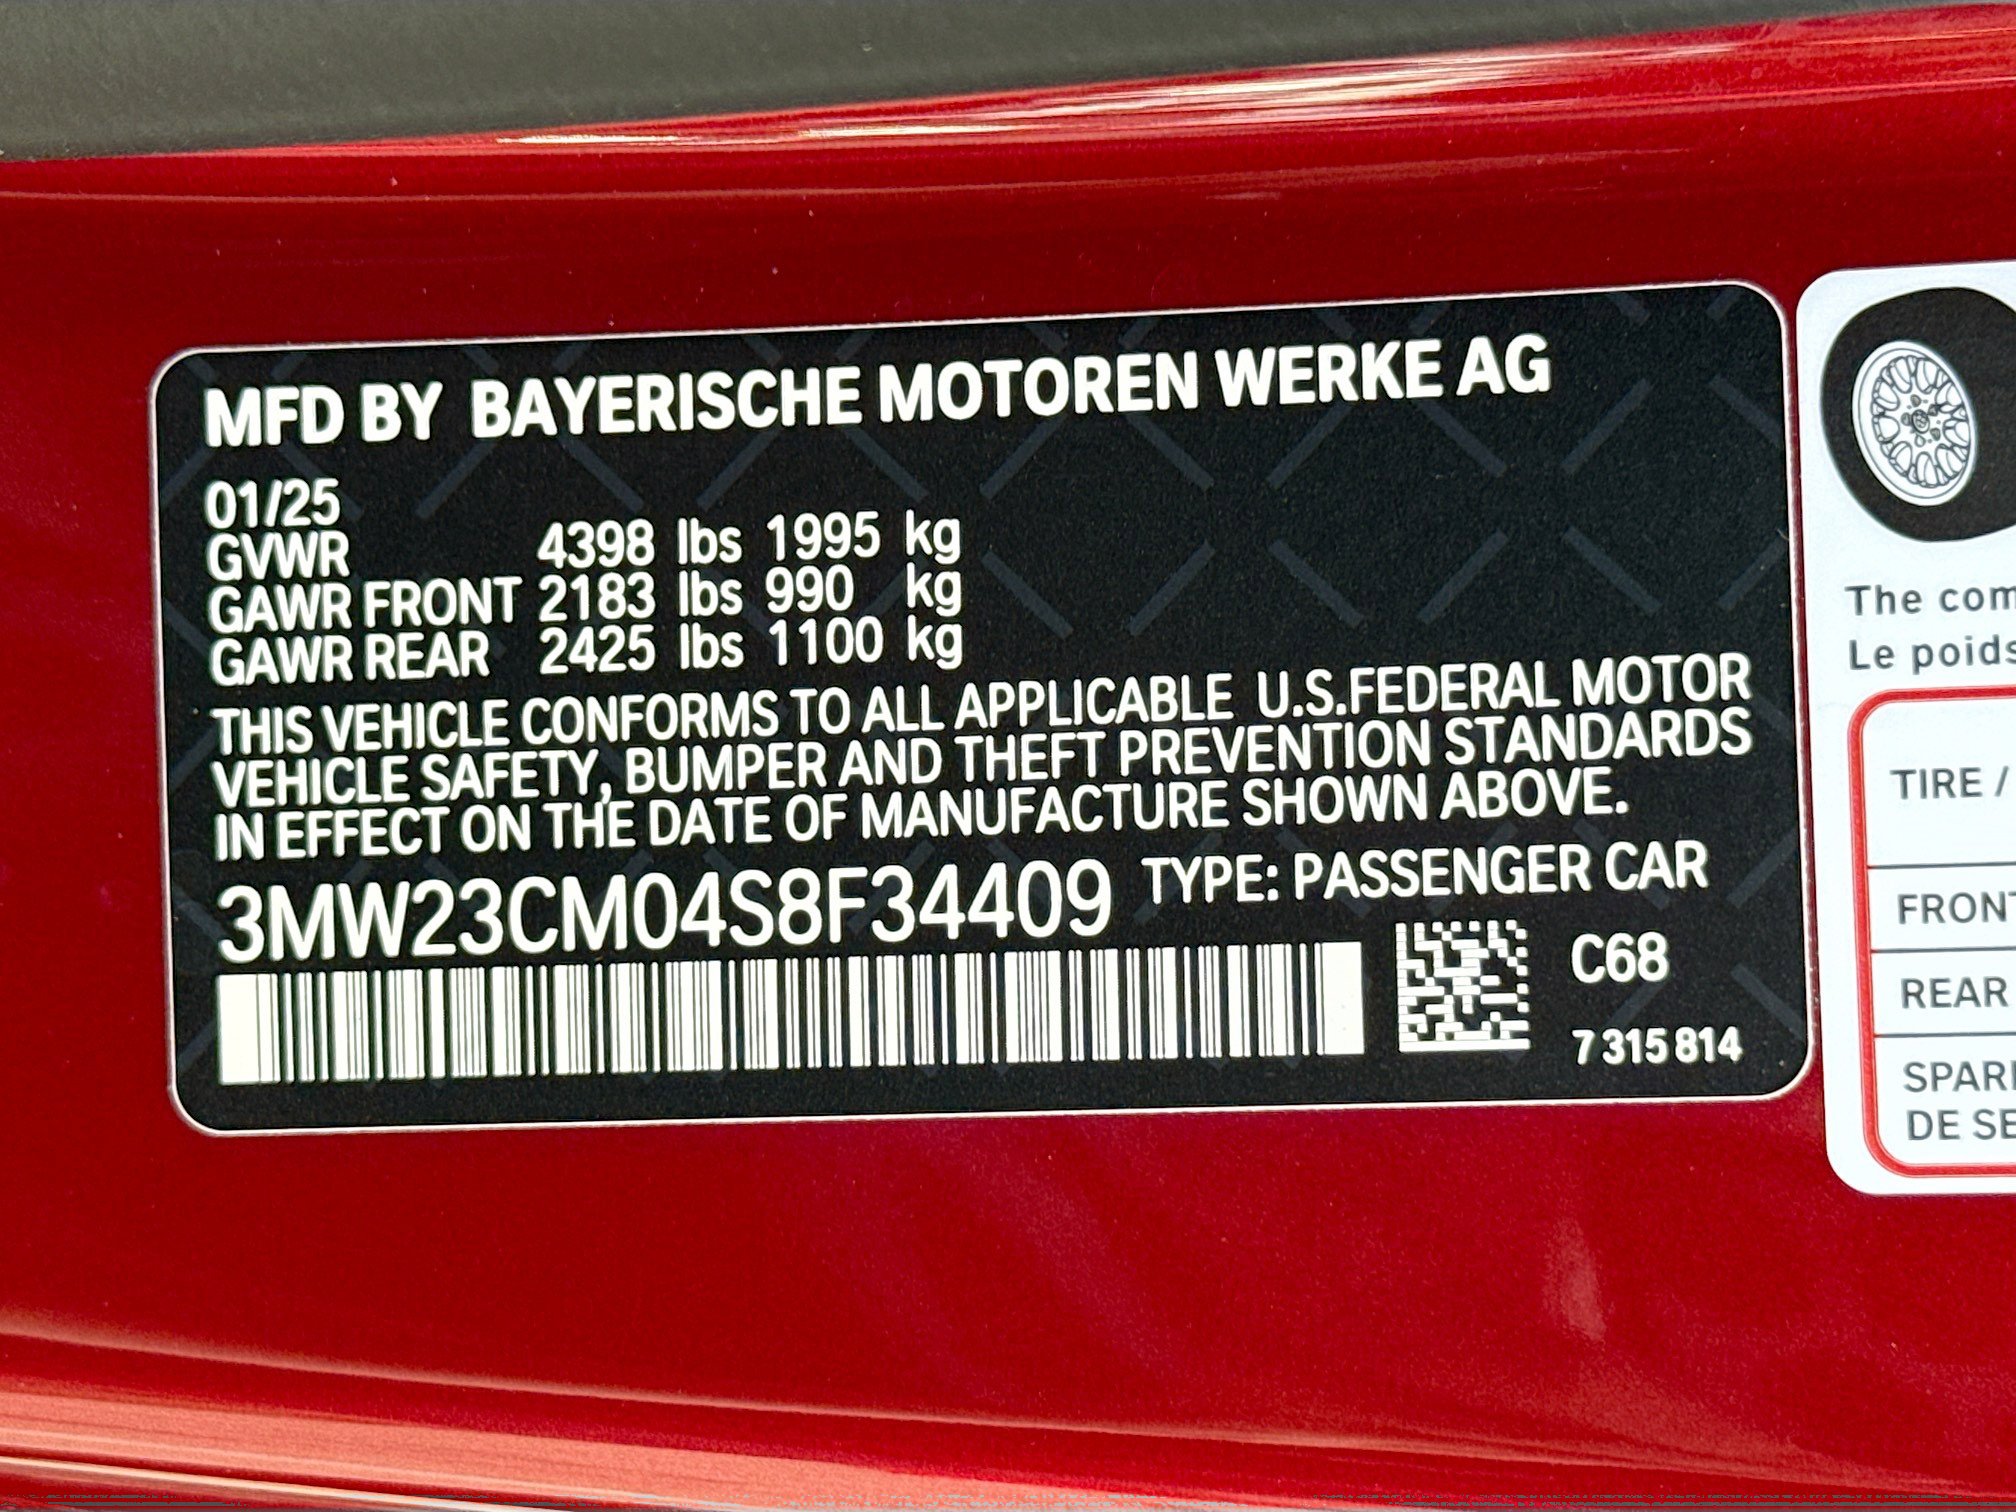 MFD BY BAYERISCHE MOTOREN WERKE AG
01/25
GVWR 4398 lbs 1995 kg
GAWR FRONT 2183 lbs 990 kg
GAWR REAR 2425 lbs 1100 kg
THIS VEHICLE CONFORMS TO ALL APPLICABLE U.S.FEDERAL MOTOR
VEHICLE SAFETY, BUMPER AND THEFT PREVENTION STANDARDS
IN EFFECT ON THE DATE OF MANUFACTURE SHOWN ABOVE.
3MW23CM04S8F34409 TYPE: PASSENGER CAR
C68
7 315 814
The com
Le poids
TIRE /
FRONT
REAR
SPAR
DE SE